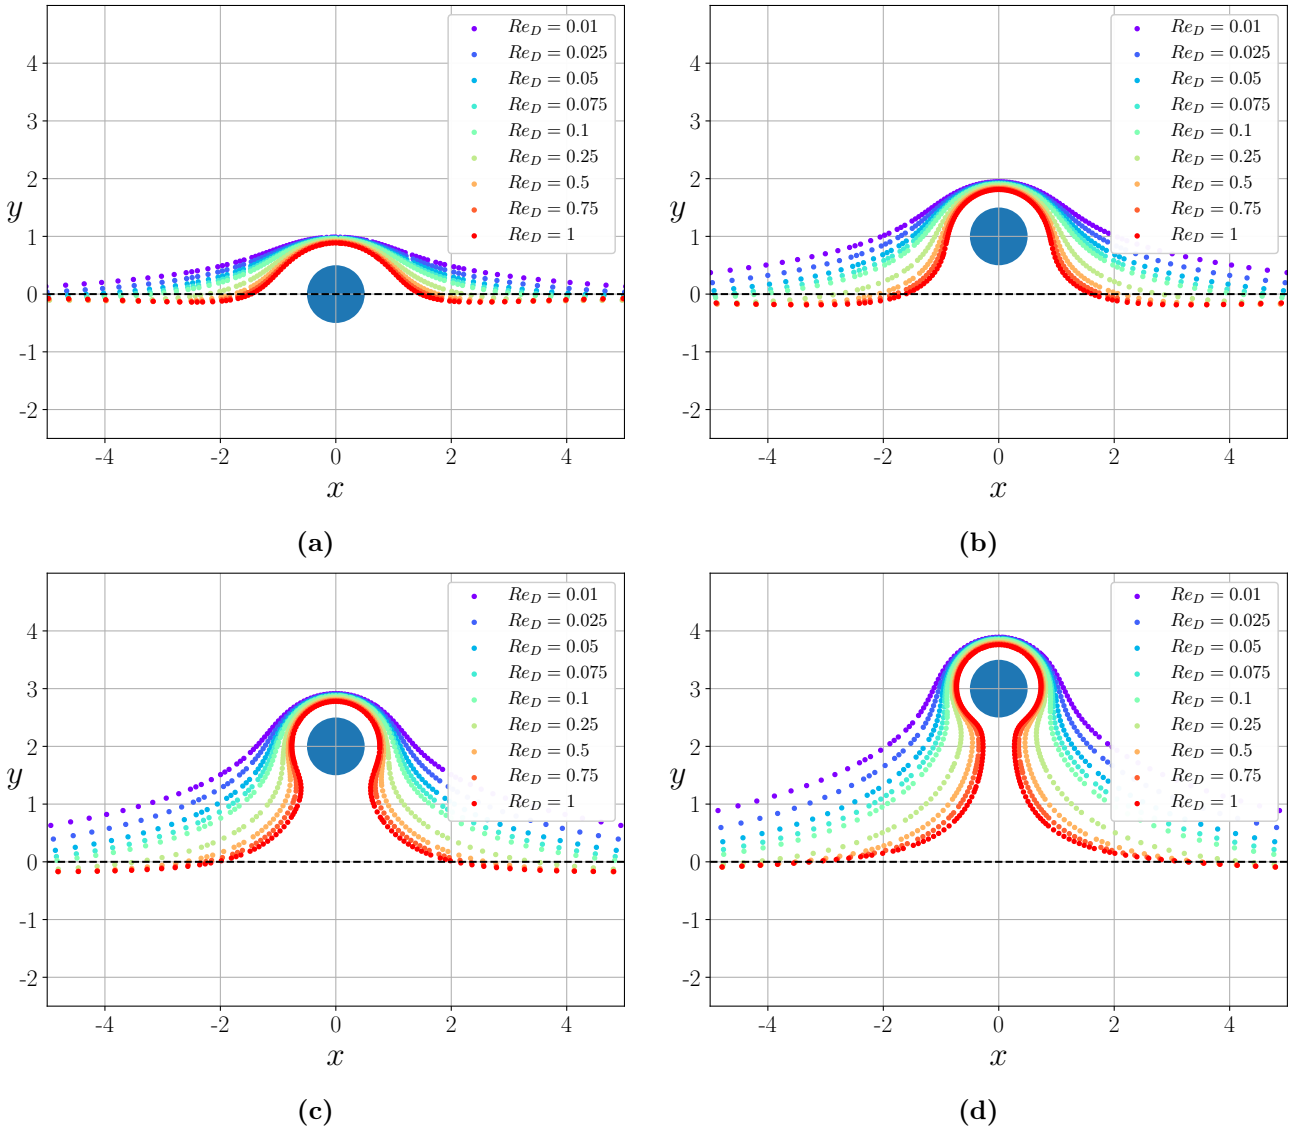 4
3
2
1
0
-1
-2
y
-4
-2
0
2
4
x
Re_D = 0.01
Re_D = 0.025
Re_D = 0.05
Re_D = 0.075
Re_D = 0.1
Re_D = 0.25
Re_D = 0.5
Re_D = 0.75
Re_D = 1
(a)
4
3
2
1
0
-1
-2
y
-4
-2
0
2
4
x
Re_D = 0.01
Re_D = 0.025
Re_D = 0.05
Re_D = 0.075
Re_D = 0.1
Re_D = 0.25
Re_D = 0.5
Re_D = 0.75
Re_D = 1
(b)
4
3
2
1
0
-1
-2
y
-4
-2
0
2
4
x
Re_D = 0.01
Re_D = 0.025
Re_D = 0.05
Re_D = 0.075
Re_D = 0.1
Re_D = 0.25
Re_D = 0.5
Re_D = 0.75
Re_D = 1
(c)
4
3
2
1
0
-1
-2
y
-4
-2
0
2
4
x
Re_D = 0.01
Re_D = 0.025
Re_D = 0.05
Re_D = 0.075
Re_D = 0.1
Re_D = 0.25
Re_D = 0.5
Re_D = 0.75
Re_D = 1
(d)